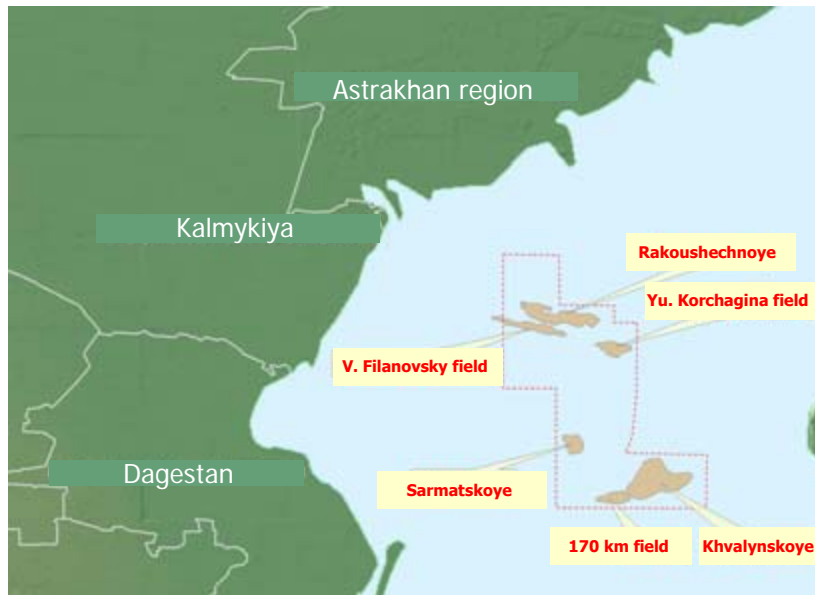 Astrakhan region
Kalmykiya
Rakoushechnoye
Yu. Korchagina field
V. Filanovsky field
Dagestan
Sarmatskoye
170 km field
Khvalynskoye